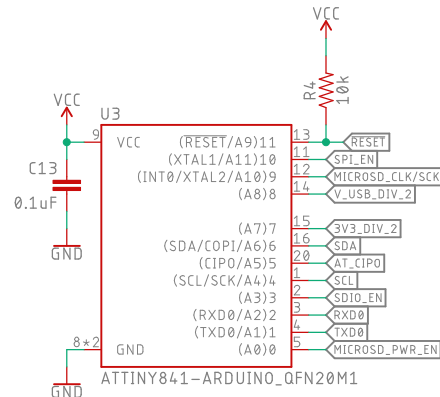 VCC
R4
10k
VCC
U3
9
VCC
(RESET/A9)11
13
RESET
(XTAL1/A11)10
11
SPI_EN
(INT0/XTAL2/A10)9
12
MICROSD_CLK/SCK
(A8)8
14
V_USB_DIV_2
C13
0.1uF
GND
(A7)7
15
3V3_DIV_2
(SDA/COPI/A6)6
16
SDA
(CIPO/A5)5
20
AT_CIPO
(SCL/SCK/A4)4
1
SCL
(A3)3
2
SDIO_EN
(RXD0/A2)2
3
RXD0
(TXD0/A1)1
4
TXD0
8*2
GND
(A0)0
5
MICROSD_PWR_EN
ATTINY841-ARDUINO_QFN20M1
GND